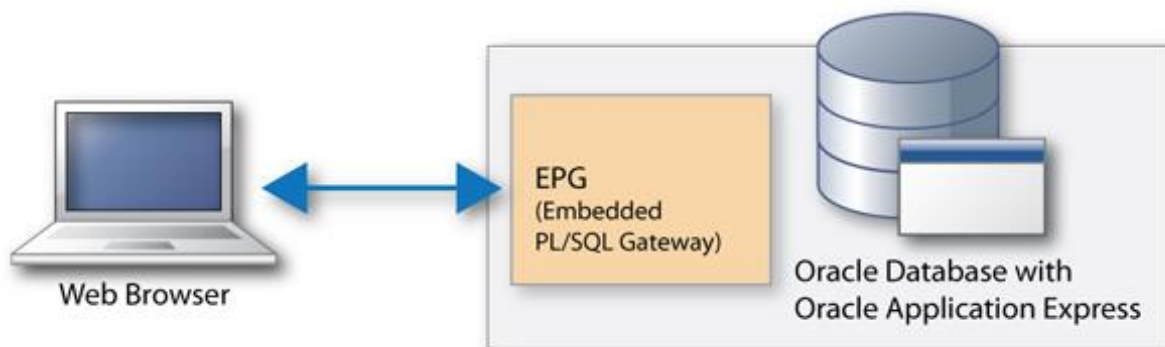 Web Browser
EPG
(Embedded
PL/SQL Gateway)
Oracle Database with
Oracle Application Express